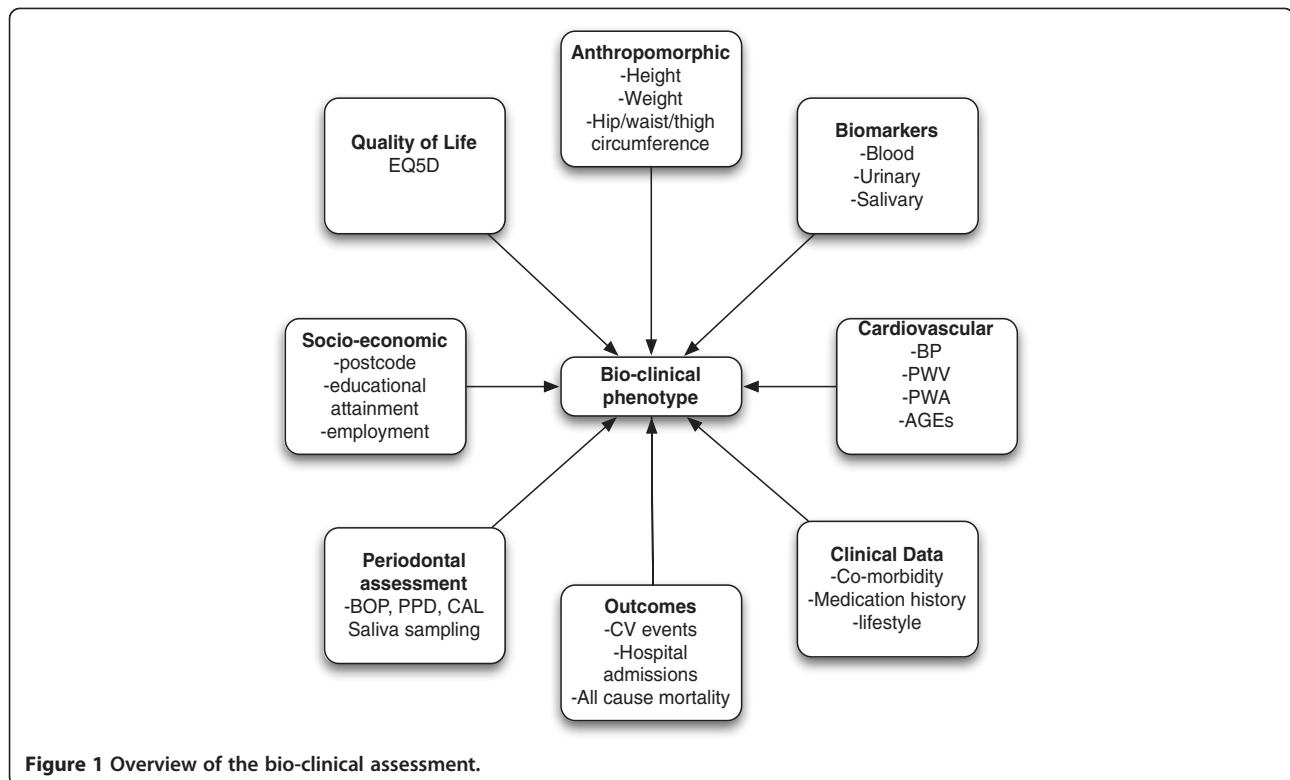 Anthropomorphic
-Height
-Weight
-Hip/waist/thigh
circumference
Quality of Life
EQ5D
Biomarkers
-Blood
-Urinary
-Salivary
Socio-economic
-postcode
-educational
attainment
-employment
Bio-clinical
phenotype
Cardiovascular
-BP
-PWV
-PWA
-AGEs
Periodontal
assessment
-BOP, PPD, CAL
Saliva sampling
Outcomes
-CV events
-Hospital
admissions
-All cause mortality
Clinical Data
-Co-morbidity
-Medication history
-lifestyle
Figure 1 Overview of the bio-clinical assessment.